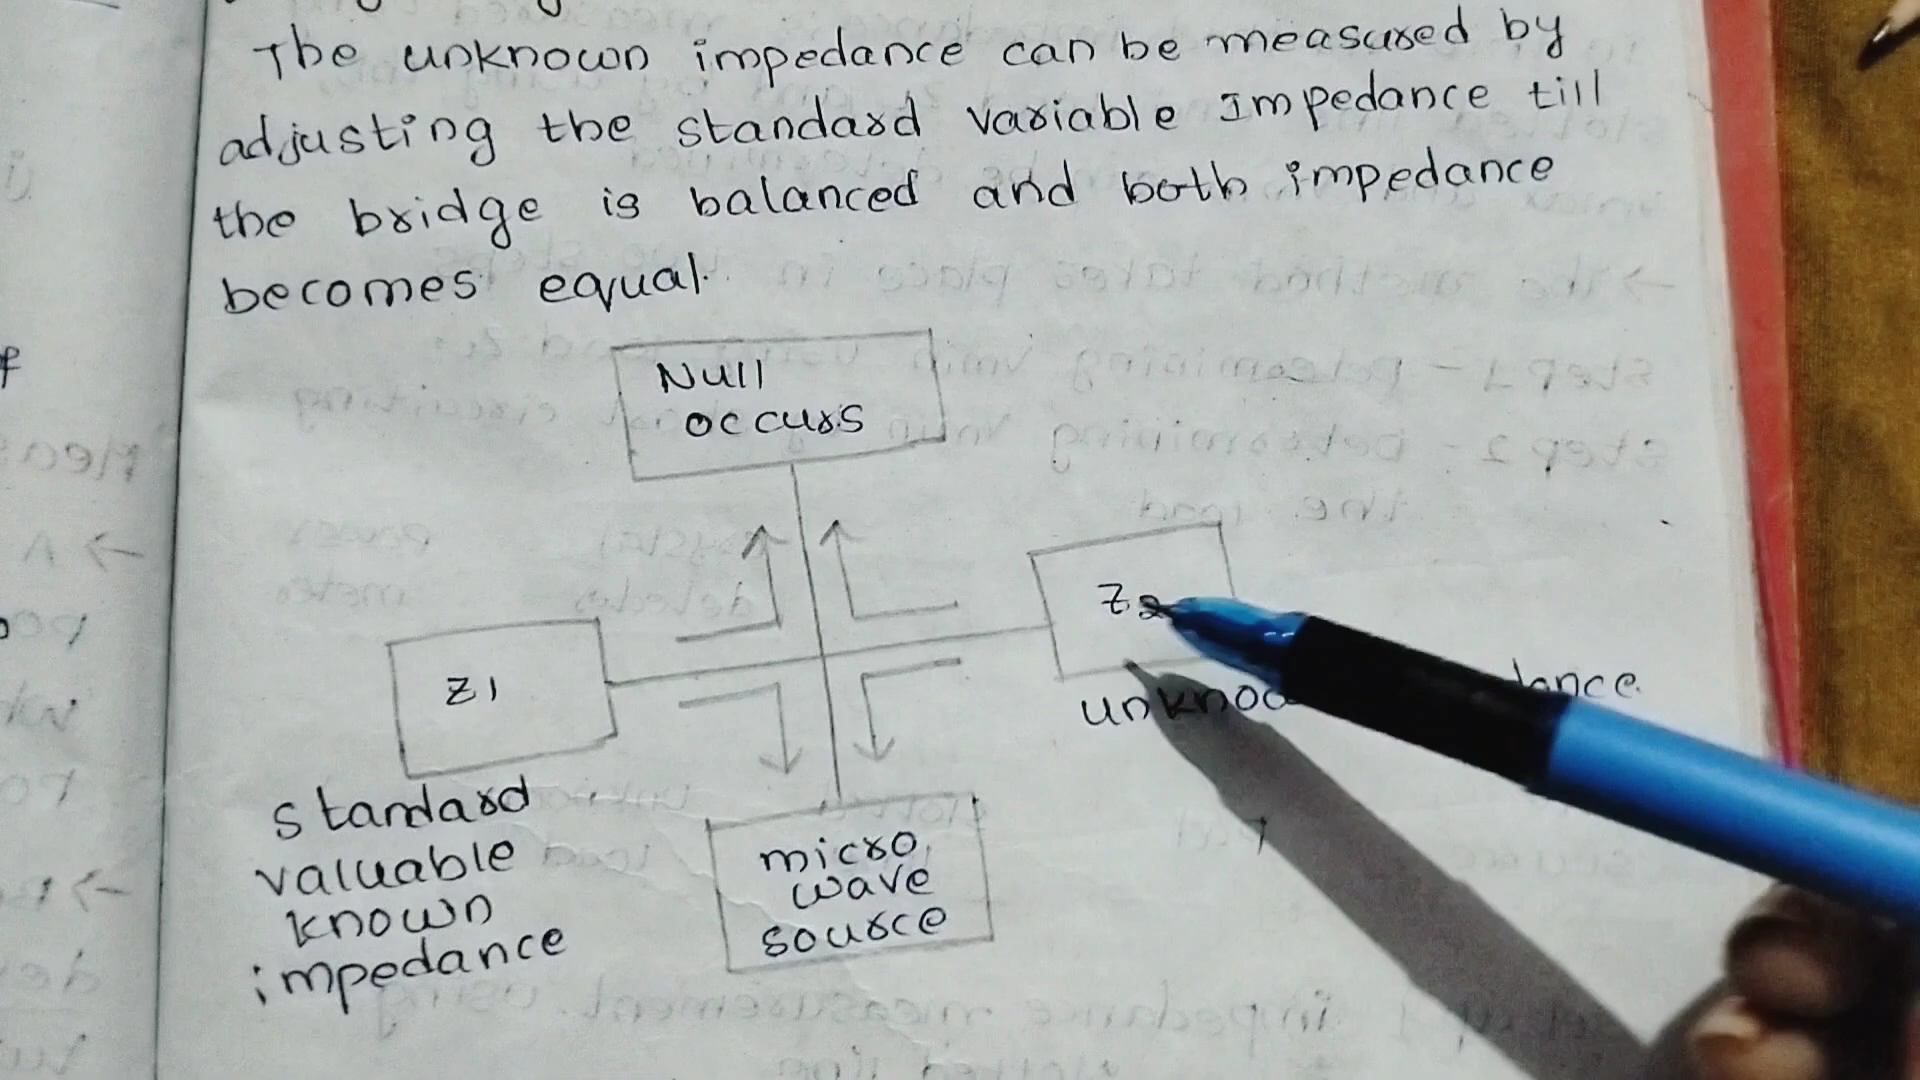 The unknown impedance can be measured by
adjusting the standard variable Impedance till
the bridge is balanced and both impedance
becomes equal.
Null
occurs
Z2
Z1
standard
valuable
known
impedance
micro
wave
source